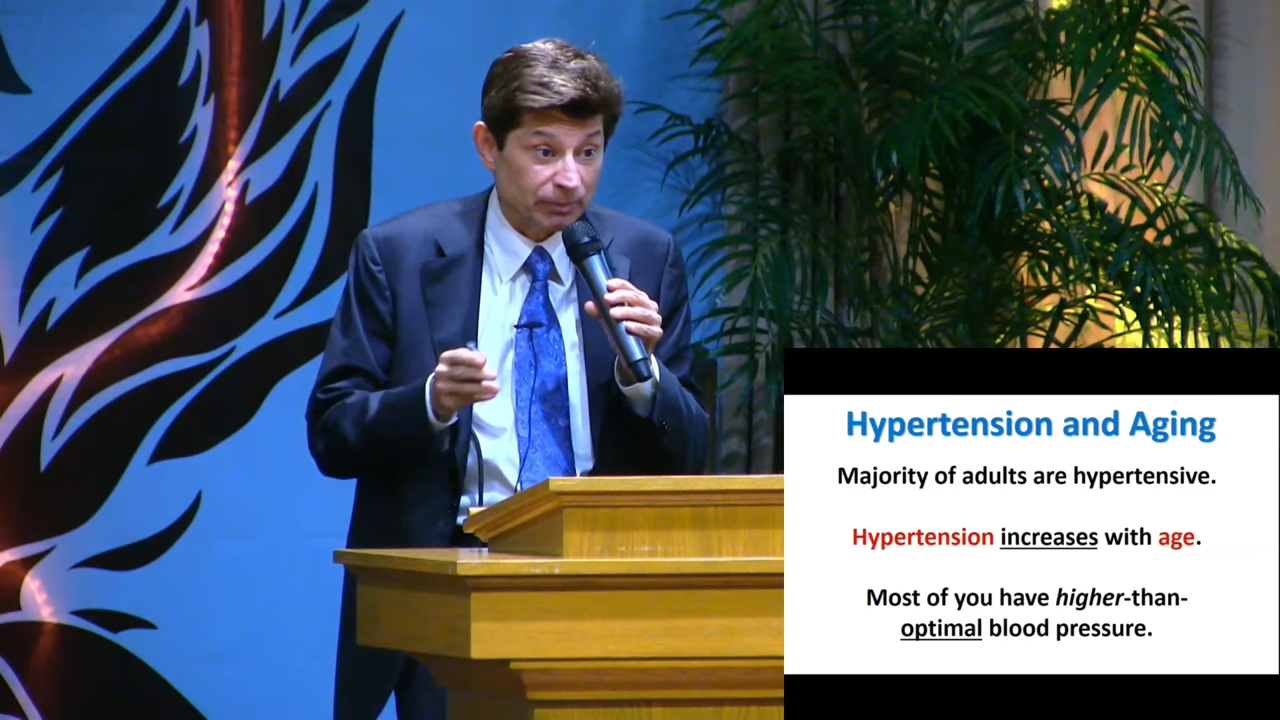 Hypertension and Aging
Majority of adults are hypertensive.
Hypertension increases with age.
Most of you have higher-than-
optimal blood pressure.